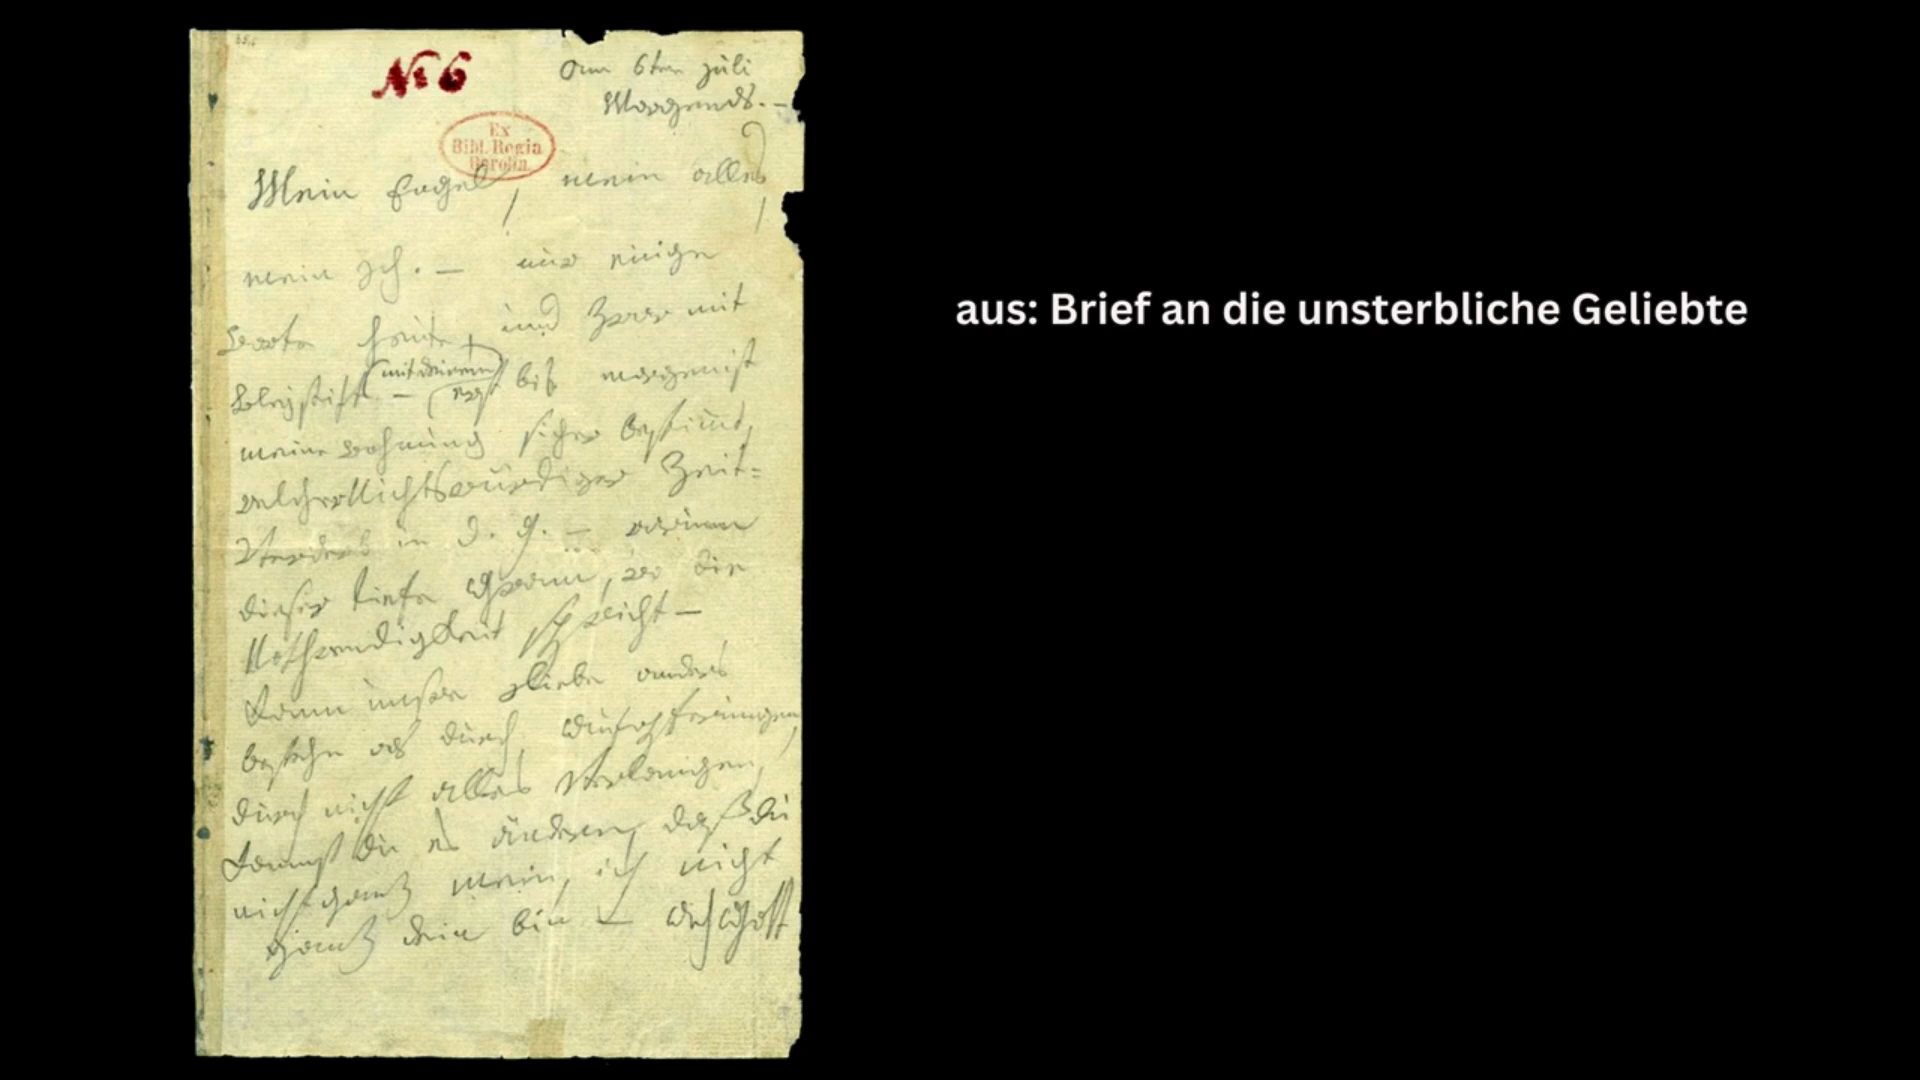 No 6
am 6ten juli
Morgends. –
Ex
Bibl. Regia
Berolin.
Mein Engel, mein alles,
mein Ich. – nur einige
Worte heute, und zwar mit
Bleystift – (mit deinem)
bis morgen ist
meine wohnung sicher bestimt,
welcher Nichtswürdiger Zeit=
Verderb in d. g. – warum
dieser tiefe Gram, wo die
Nothwendigkeit spricht –
Kann unsre Liebe anders
bestehn als durch Aufopferungen,
durch nicht alles Verlangen,
kannst du es ändern, daß du
nicht ganz mein, ich nicht
ganz dein bin – Ach Gott
aus: Brief an die unsterbliche Geliebte